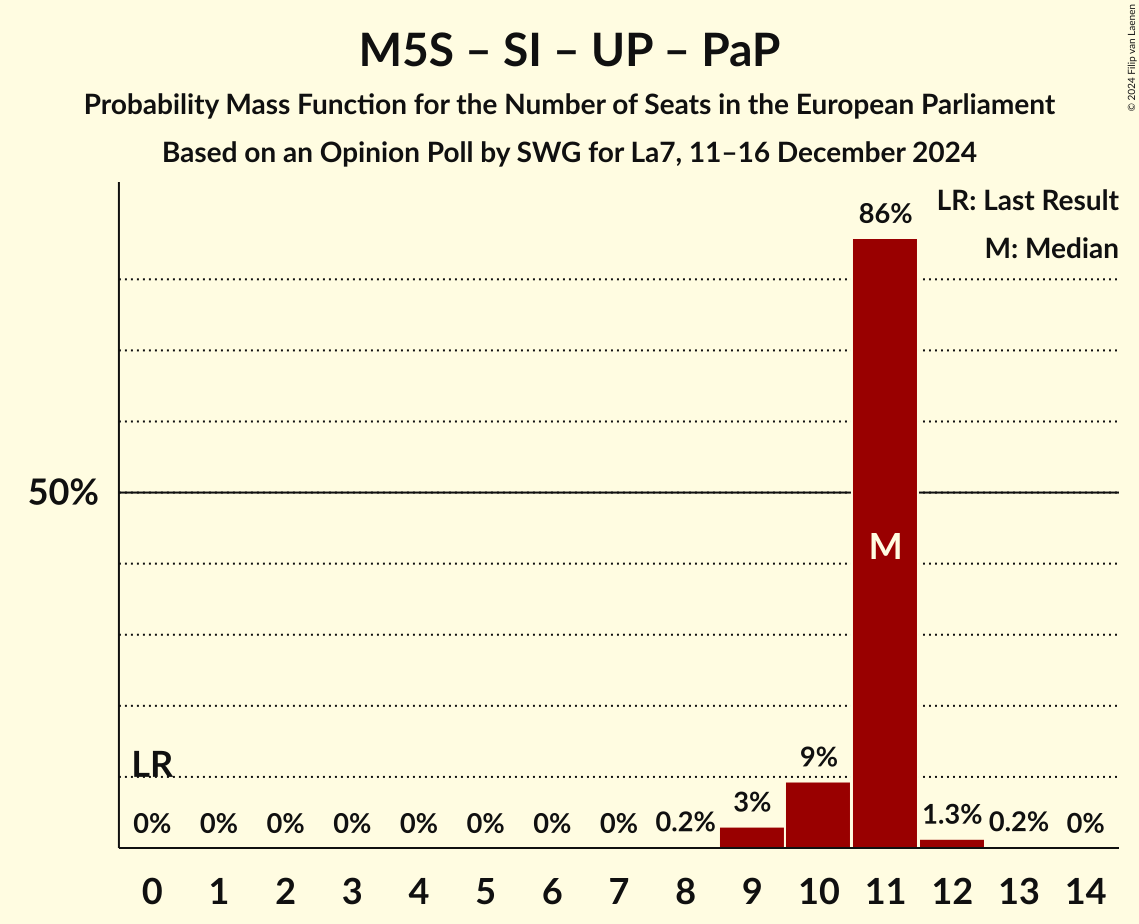 M5S – SI – UP – PaP
Probability Mass Function for the Number of Seats in the European Parliament
Based on an Opinion Poll by SWG for La7, 11–16 December 2024
© 2024 Filip van Laenen
LR: Last Result
M: Median
86%
50%
M
LR
9%
3%
0% 0% 0% 0% 0% 0% 0% 0% 0.2% 1.3% 0.2% 0%
0 1 2 3 4 5 6 7 8 9 10 11 12 13 14